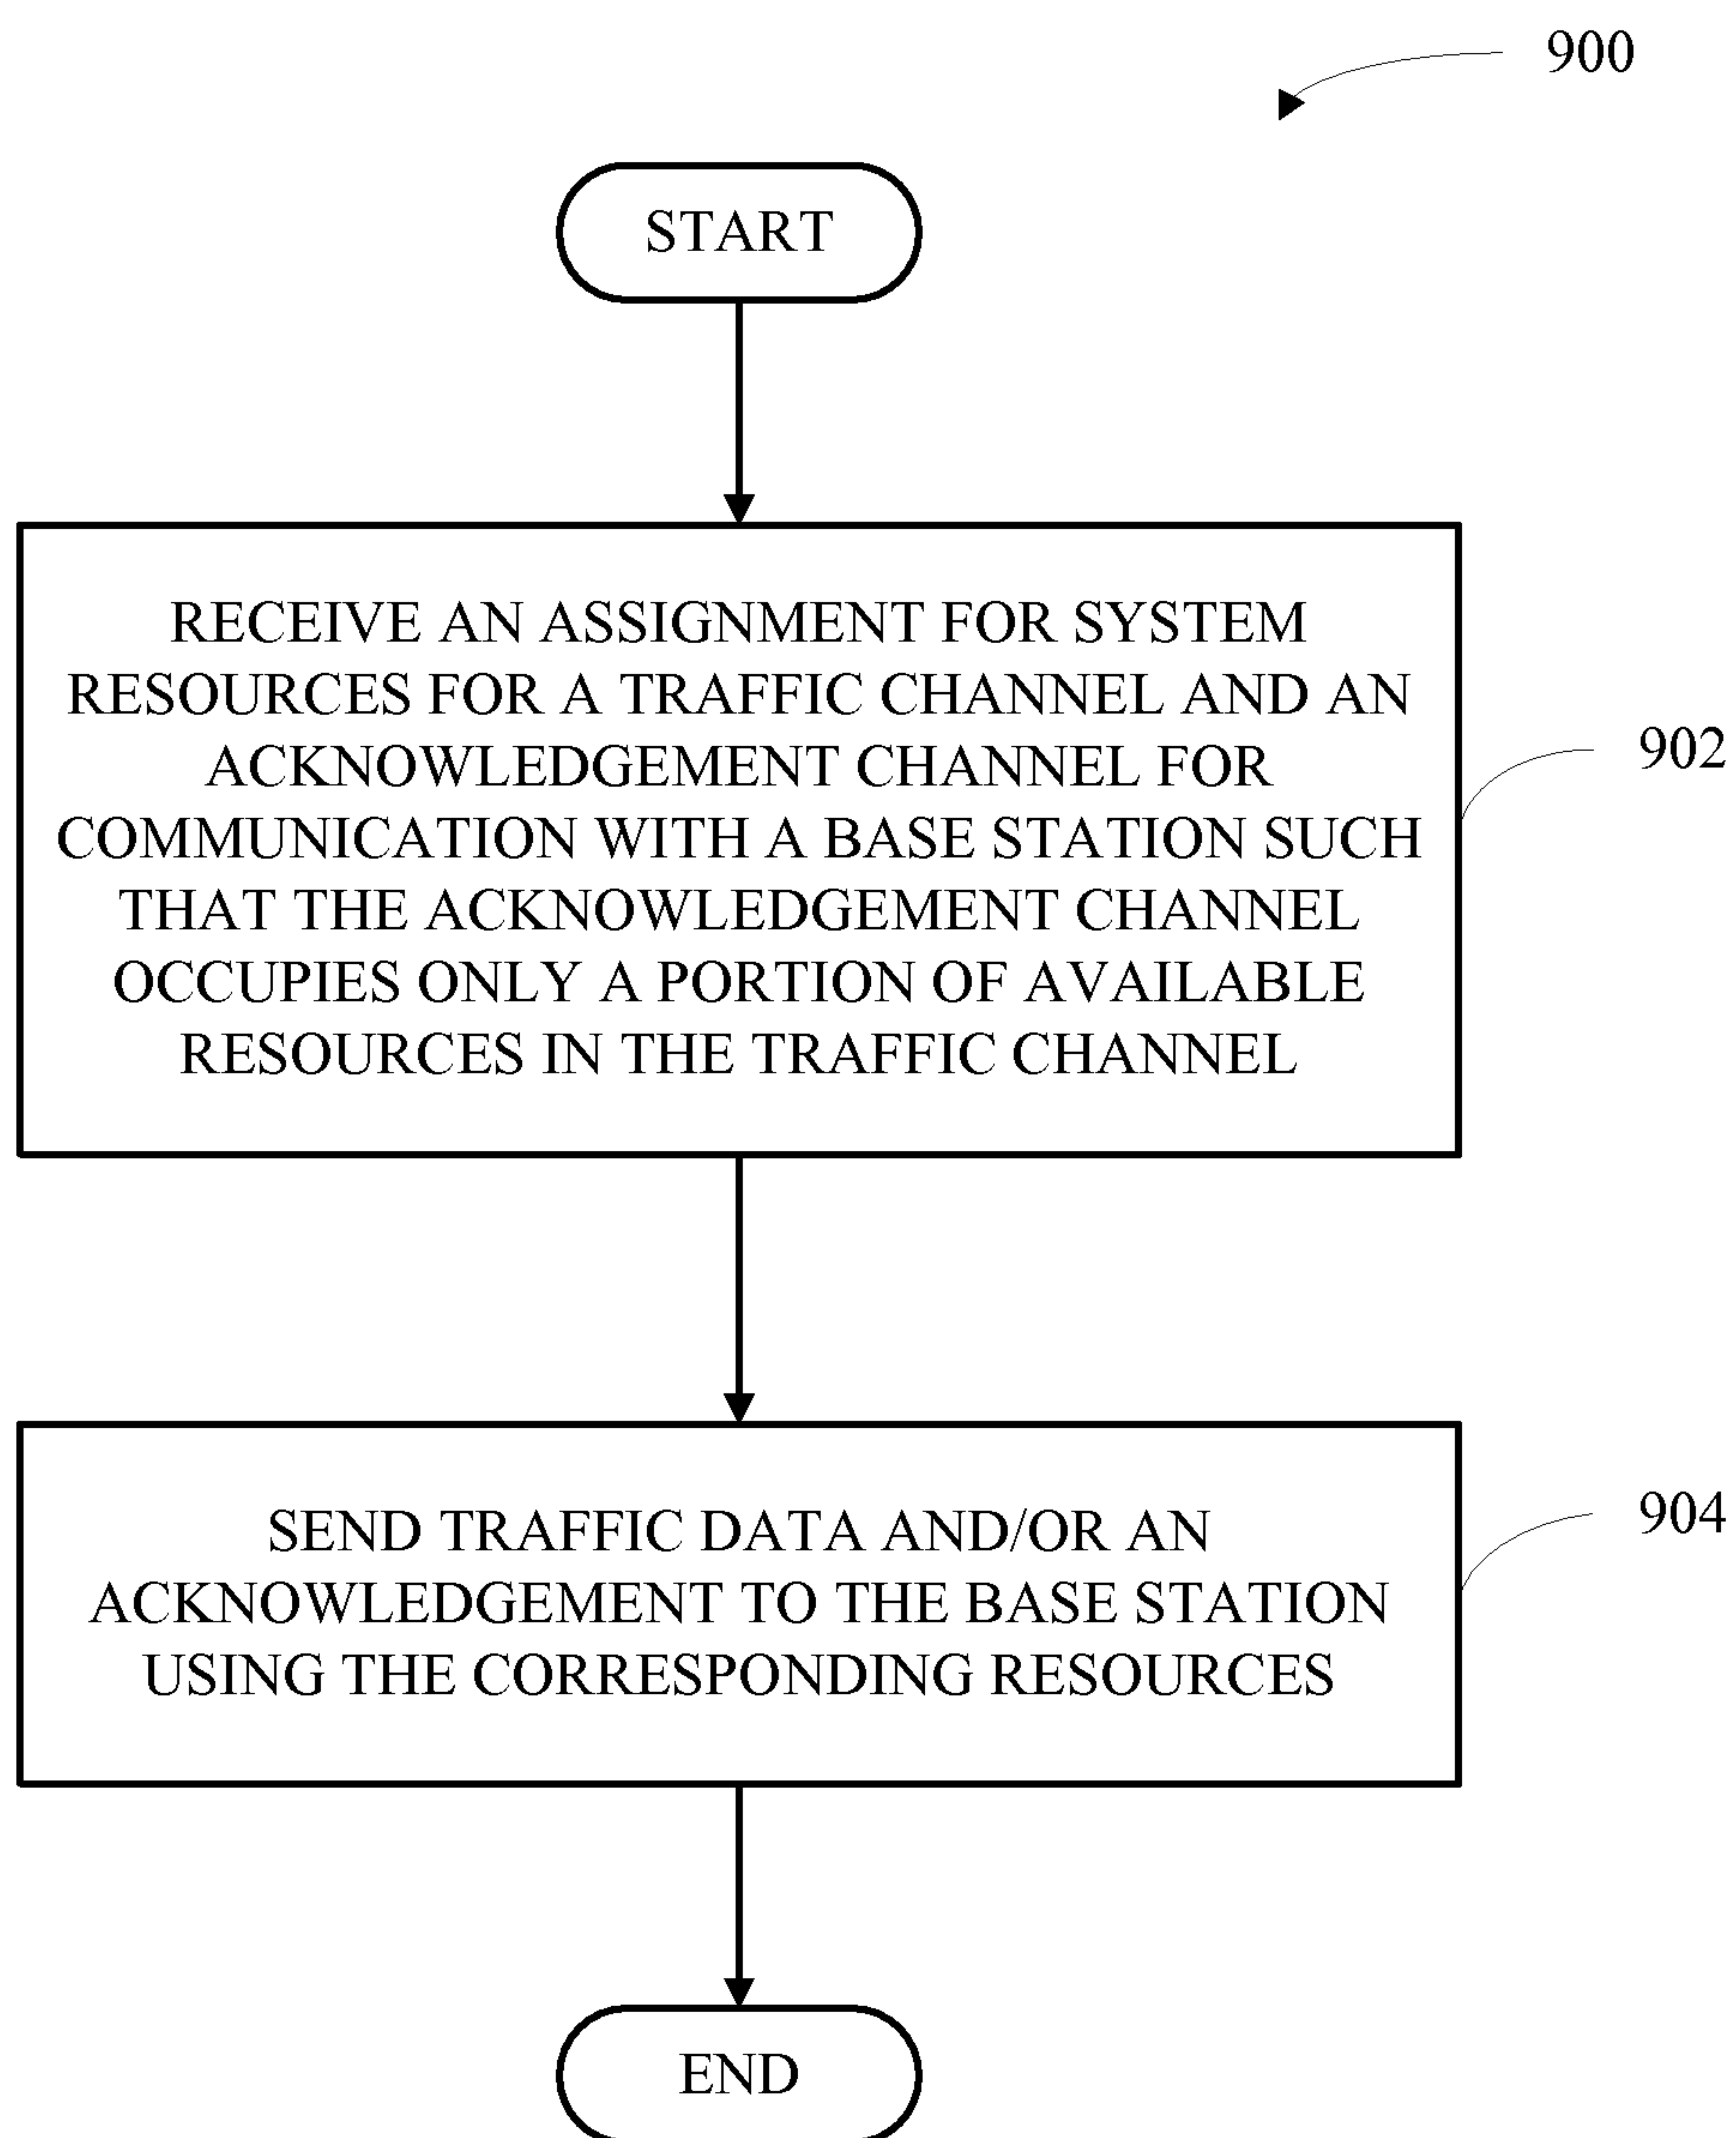 900
START
RECEIVE AN ASSIGNMENT FOR SYSTEM
RESOURCES FOR A TRAFFIC CHANNEL AND AN
ACKNOWLEDGEMENT CHANNEL FOR
COMMUNICATION WITH A BASE STATION SUCH
THAT THE ACKNOWLEDGEMENT CHANNEL
OCCUPIES ONLY A PORTION OF AVAILABLE
RESOURCES IN THE TRAFFIC CHANNEL
902
SEND TRAFFIC DATA AND/OR AN
ACKNOWLEDGEMENT TO THE BASE STATION
USING THE CORRESPONDING RESOURCES
904
END